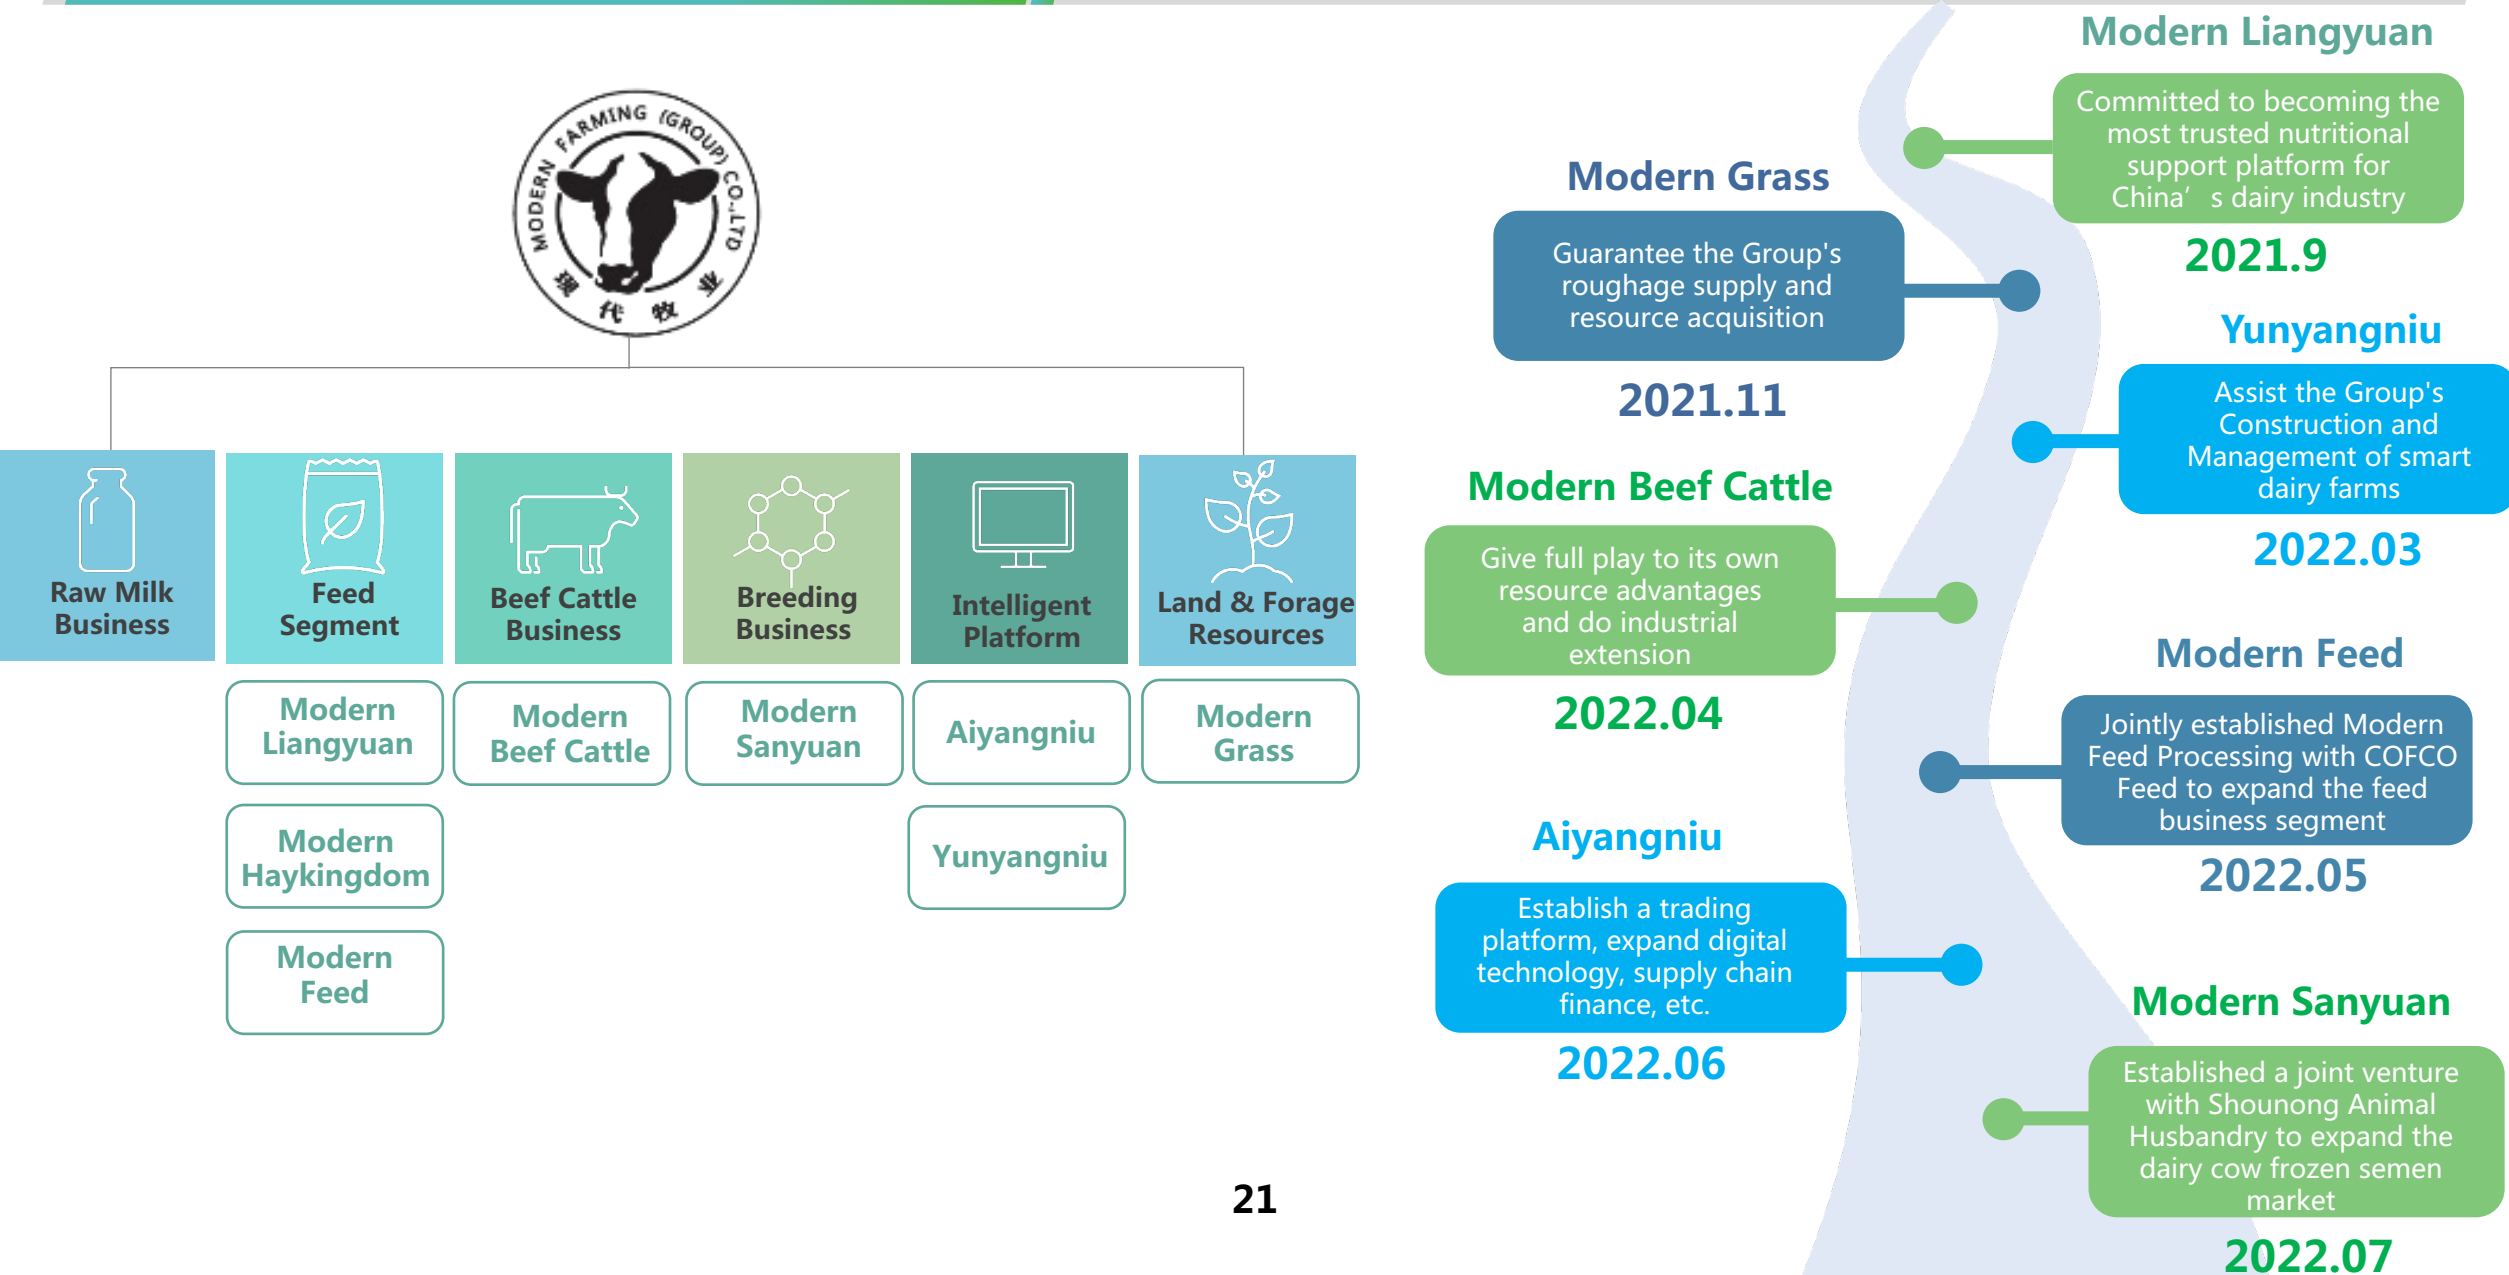 MODERN FARMING (GROUP) CO.,LTD
现代牧业
Raw Milk
Business
Feed
Segment
Beef Cattle
Business
Breeding
Business
Intelligent
Platform
Land & Forage
Resources
Modern
Liangyuan
Modern
Haykingdom
Modern
Feed
Modern
Beef Cattle
Modern
Sanyuan
Aiyangniu
Yunyangniu
Modern
Grass
Modern Liangyuan
Committed to becoming the
most trusted nutritional
support platform for
China’ s dairy industry
2021.9
Modern Grass
Guarantee the Group's
roughage supply and
resource acquisition
2021.11
Yunyangniu
Assist the Group's
Construction and
Management of smart
dairy farms
2022.03
Modern Beef Cattle
Give full play to its own
resource advantages
and do industrial
extension
2022.04
Modern Feed
Jointly established Modern
Feed Processing with COFCO
Feed to expand the feed
business segment
2022.05
Aiyangniu
Establish a trading
platform, expand digital
technology, supply chain
finance, etc.
2022.06
Modern Sanyuan
Established a joint venture
with Shounong Animal
Husbandry to expand the
dairy cow frozen semen
market
2022.07
21